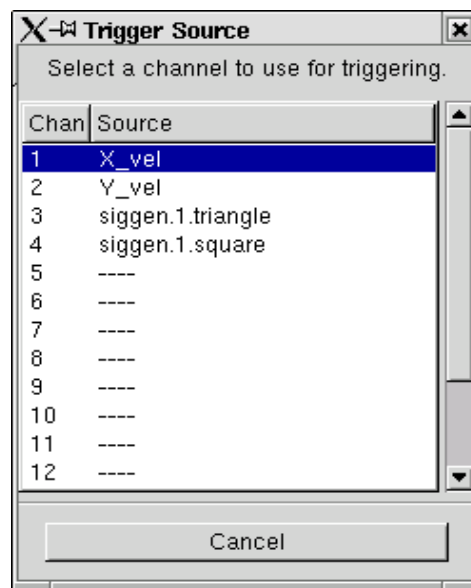 Trigger Source
Select a channel to use for triggering.
Chan Source
1 X_vel
2 Y_vel
3 siggen.1.triangle
4 siggen.1.square
5 ----
6 ----
7 ----
8 ----
9 ----
10 ----
11 ----
12 ----
Cancel